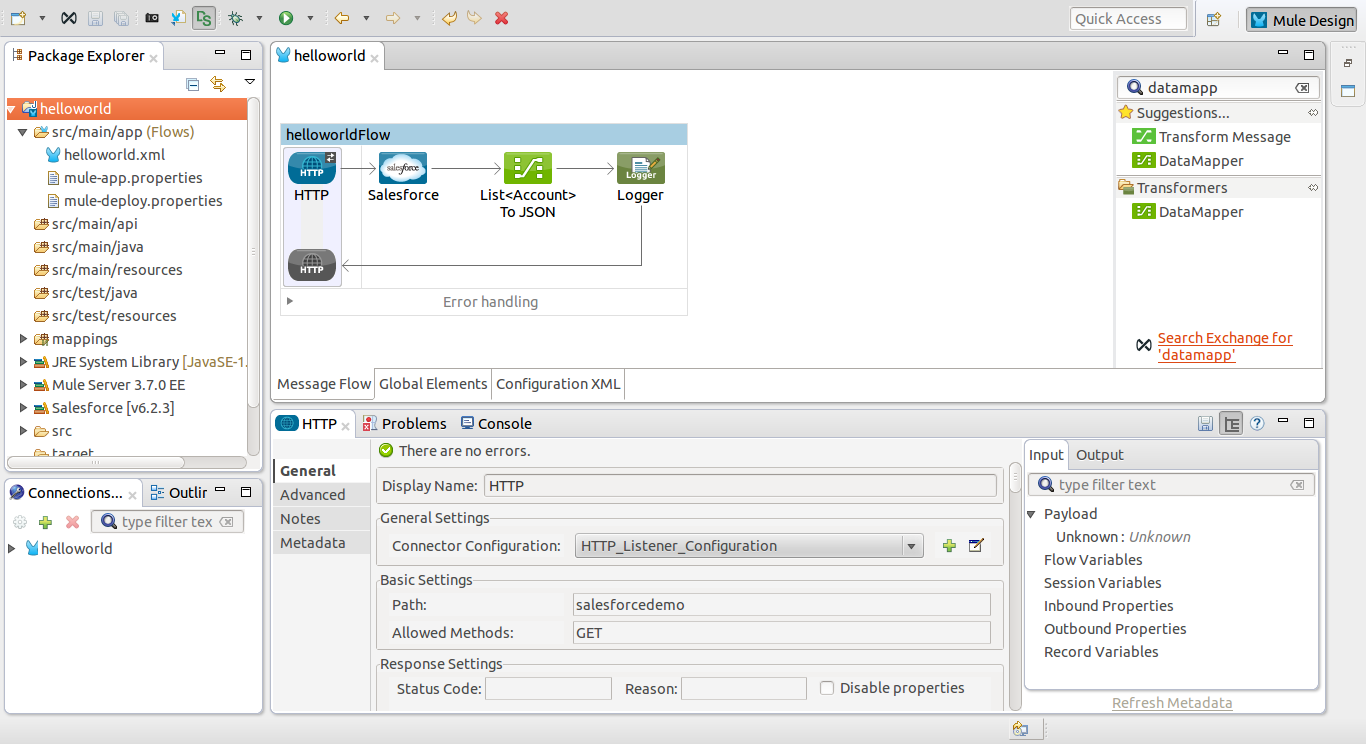 Quick Access
Mule Design
Package Explorer
helloworld
src/main/app (Flows)
helloworld.xml
mule-app.properties
mule-deploy.properties
src/main/api
src/main/java
src/main/resources
src/test/java
src/test/resources
mappings
JRE System Library [JavaSE-1.
Mule Server 3.7.0 EE
Salesforce [v6.2.3]
src
target
Connections...
Outlir
type filter tex
helloworld
helloworld
helloworldFlow
HTTP
salesforce
Logger
HTTP
Salesforce
List<Account>
To JSON
Logger
HTTP
Error handling
datamapp
Suggestions...
Transform Message
DataMapper
Transformers
DataMapper
Search Exchange for
'datamapp'
Message Flow
Global Elements
Configuration XML
HTTP
Problems
Console
There are no errors.
General
Advanced
Notes
Metadata
Display Name: HTTP
General Settings
Connector Configuration: HTTP_Listener_Configuration
Basic Settings
Path: salesforcedemo
Allowed Methods: GET
Response Settings
Status Code:
Reason:
Disable properties
Input
Output
type filter text
Payload
Unknown : Unknown
Flow Variables
Session Variables
Inbound Properties
Outbound Properties
Record Variables
Refresh Metadata